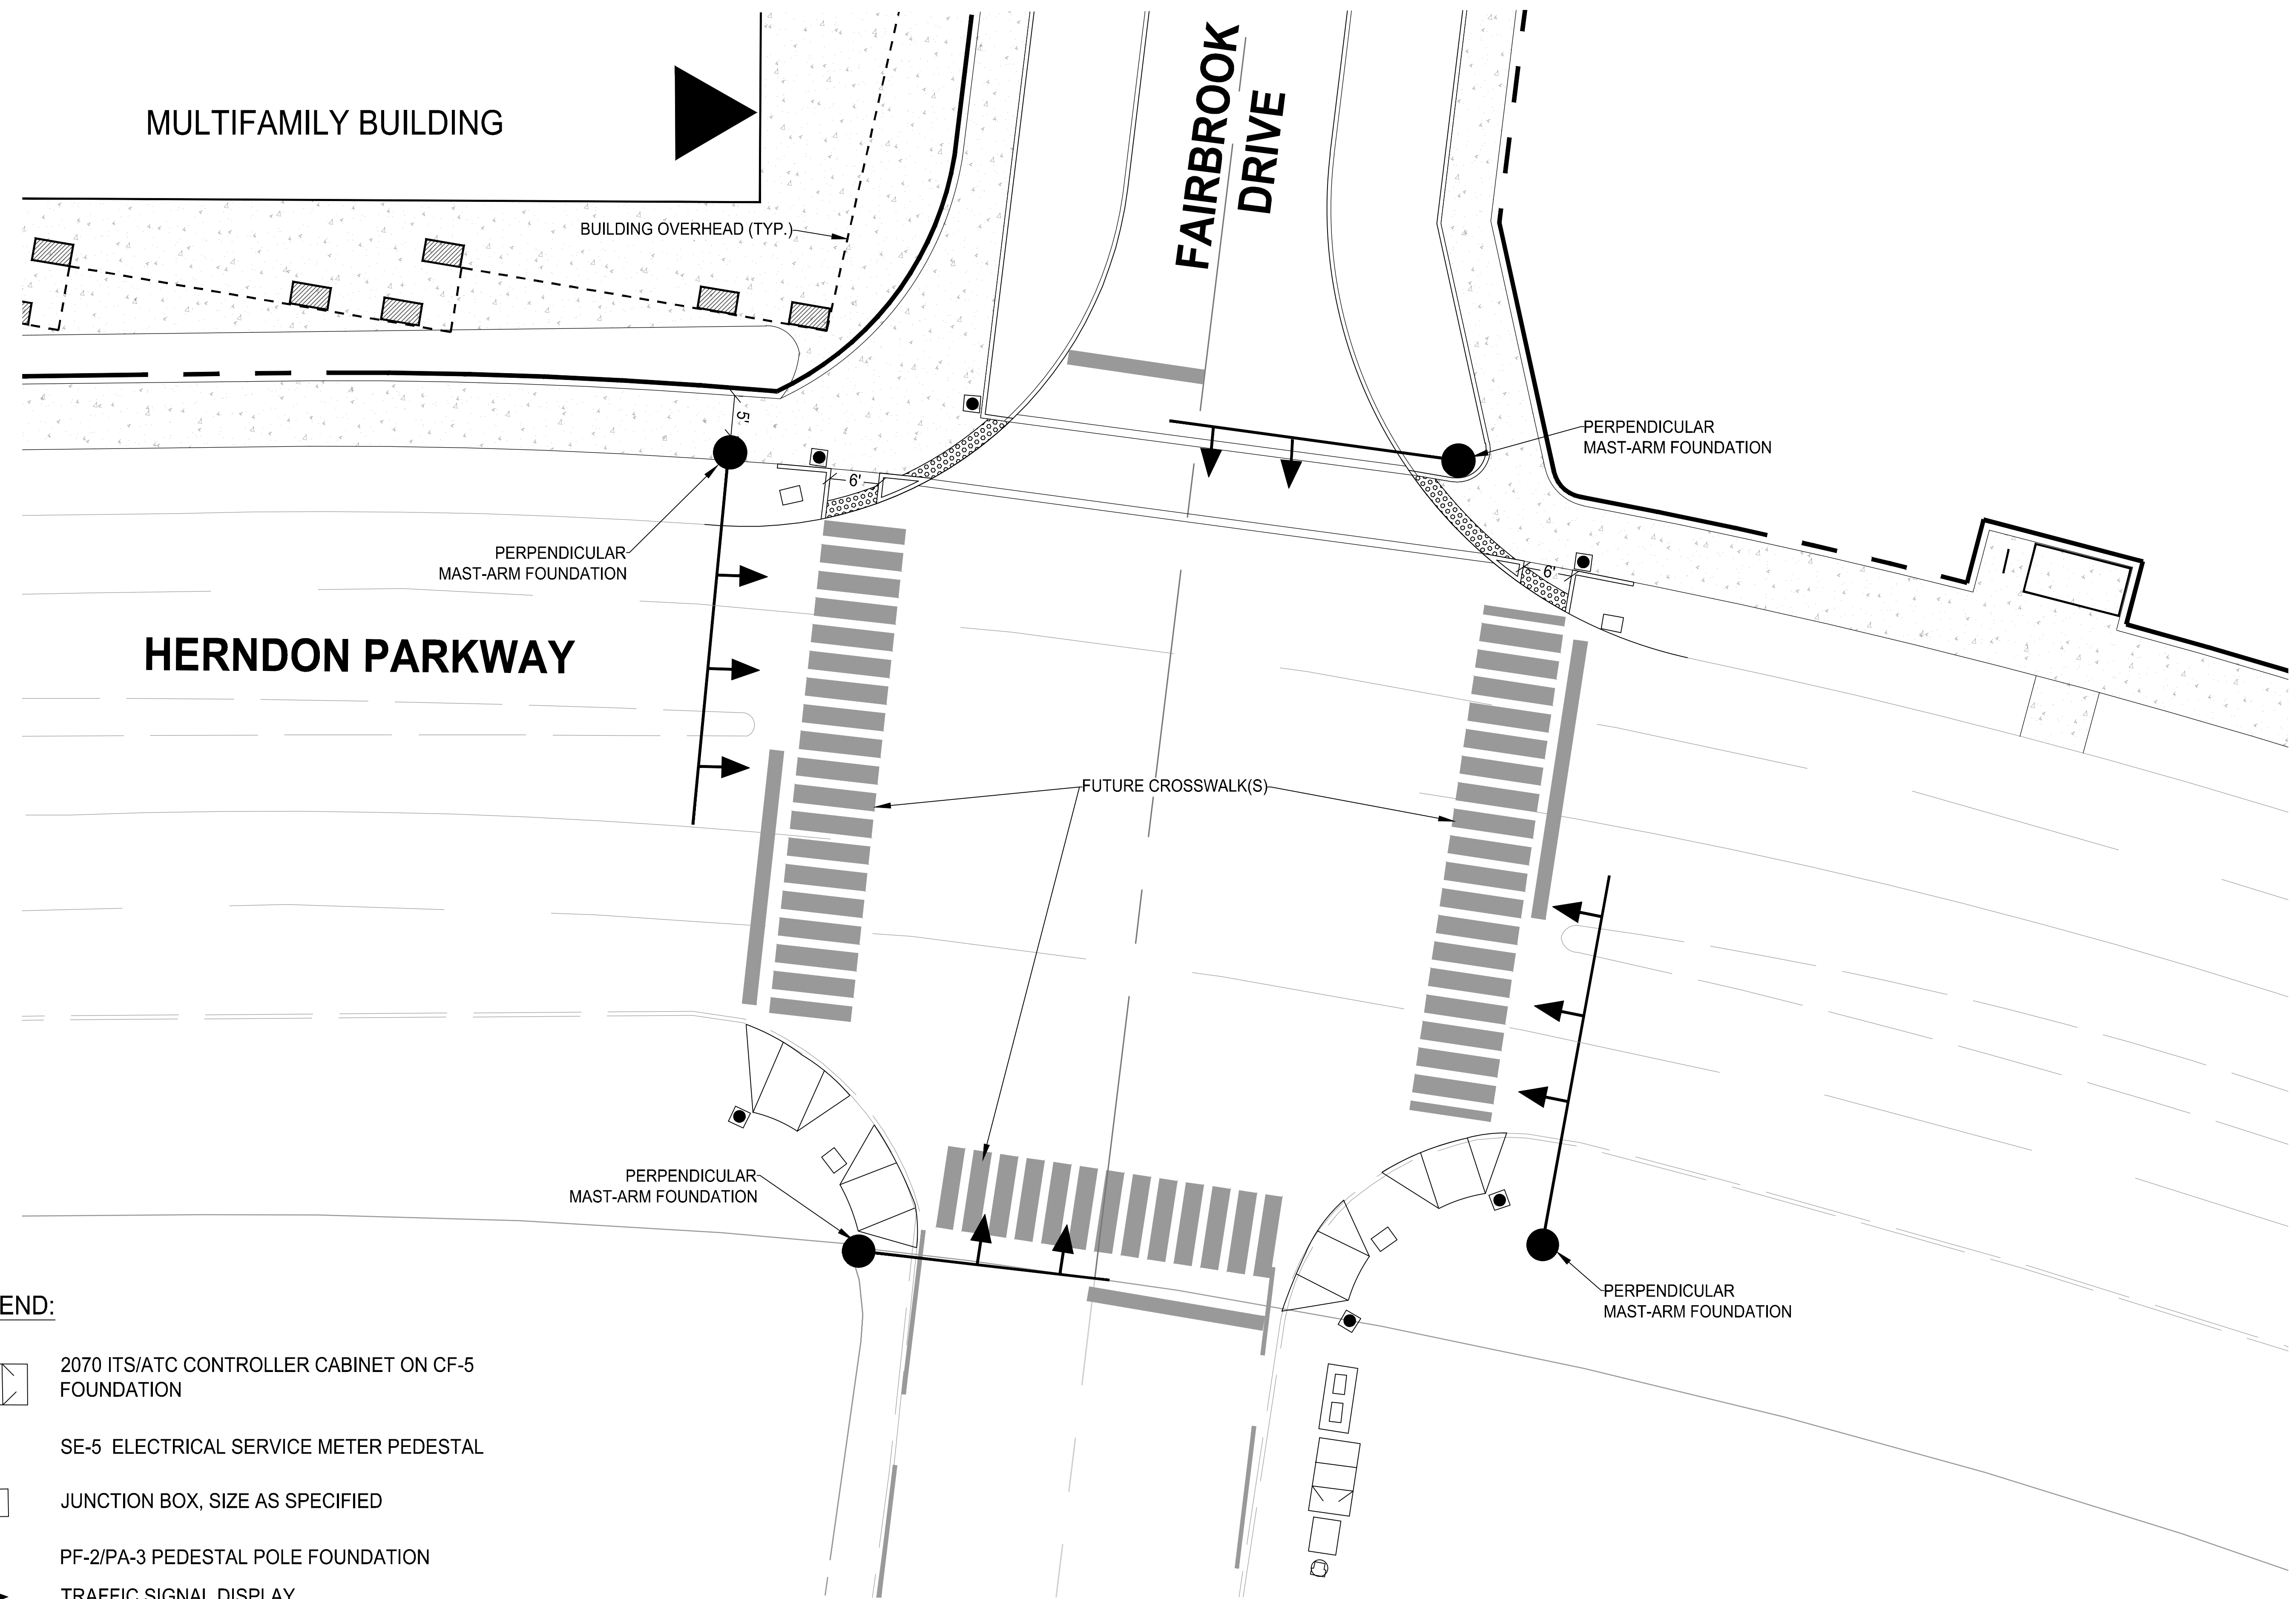 FAIRBROOK
DRIVE
MULTIFAMILY BUILDING
BUILDING OVERHEAD (TYP.)
5'
PERPENDICULAR
MAST-ARM FOUNDATION
6'
PERPENDICULAR
MAST-ARM FOUNDATION
6'
HERNDON PARKWAY
FUTURE CROSSWALK(S)
PERPENDICULAR
MAST-ARM FOUNDATION
PERPENDICULAR
MAST-ARM FOUNDATION
END:
2070 ITS/ATC CONTROLLER CABINET ON CF-5
FOUNDATION
SE-5 ELECTRICAL SERVICE METER PEDESTAL
JUNCTION BOX, SIZE AS SPECIFIED
PF-2/PA-3 PEDESTAL POLE FOUNDATION
TRAFFIC SIGNAL DISPLAY